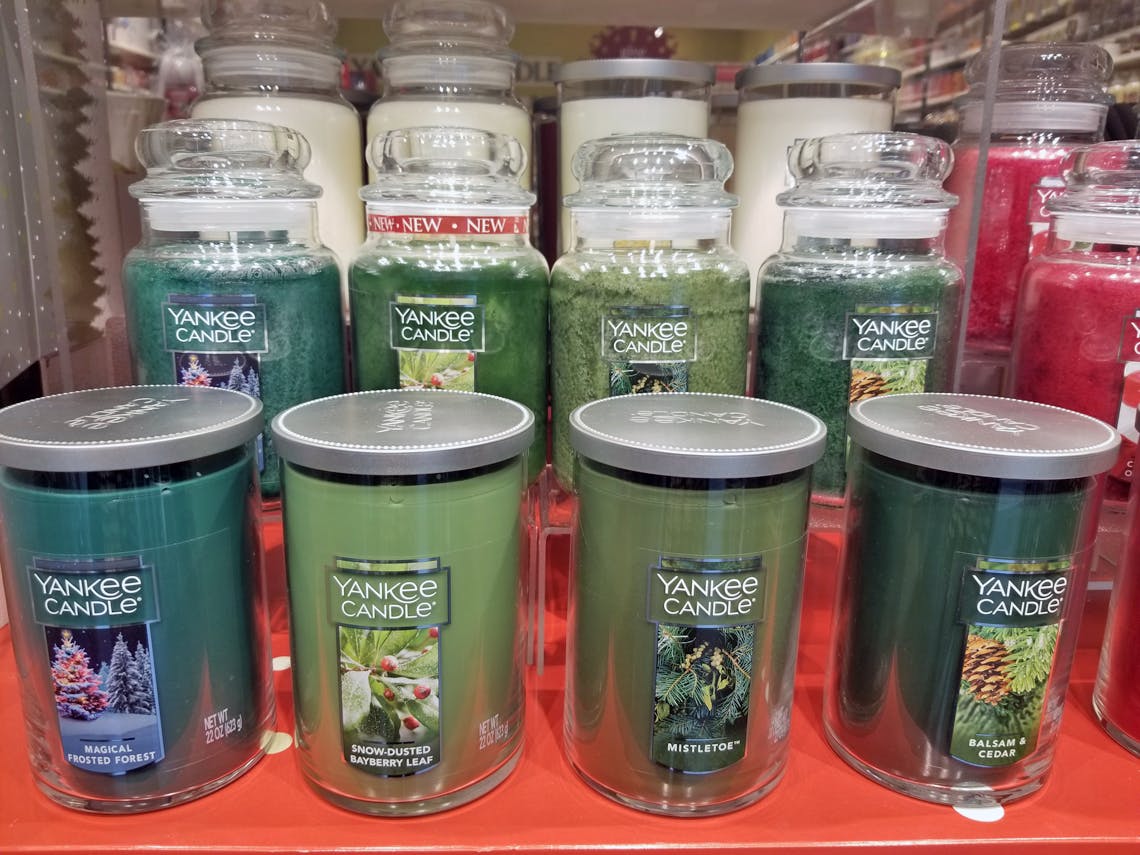 NEW • NEW • NEW
YANKEE
CANDLE
YANKEE
CANDLE
YANKEE
CANDLE
YANKEE
CANDLE
YANKEE
CANDLE
MAGICAL
FROSTED FOREST
NET WT
22 OZ (623 g)
YANKEE
CANDLE
SNOW-DUSTED
BAYBERRY LEAF
NET WT
22 OZ (623 g)
YANKEE
CANDLE
MISTLETOE™
YANKEE
CANDLE
BALSAM &
CEDAR